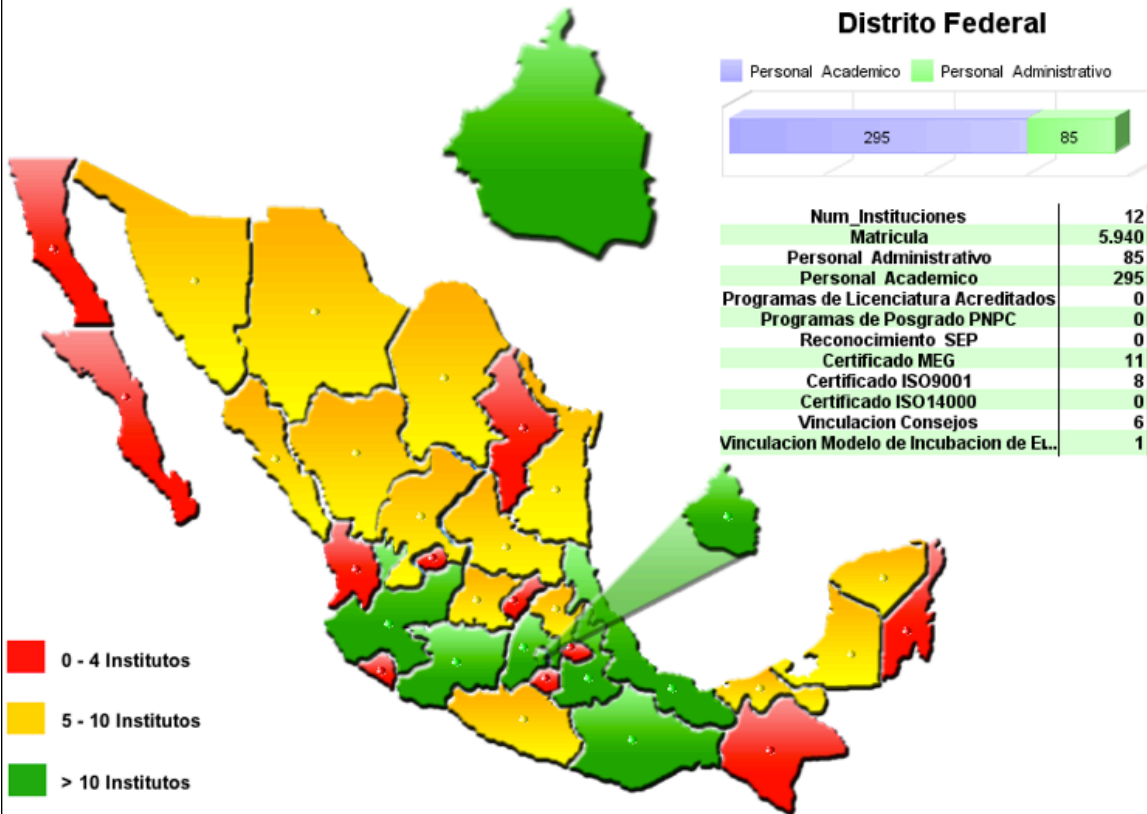 Distrito Federal
Personal Academico Personal Administrativo
295 85
Num_Instituciones 12
Matricula 5.940
Personal Administrativo 85
Personal Academico 295
Programas de Licenciatura Acreditados 0
Programas de Posgrado PNPC 0
Reconocimiento SEP 0
Certificado MEG 11
Certificado ISO9001 8
Certificado ISO14000 0
Vinculacion Consejos 6
Vinculacion Modelo de Incubacion de Eι... 1
0 - 4 Institutos
5 - 10 Institutos
> 10 Institutos